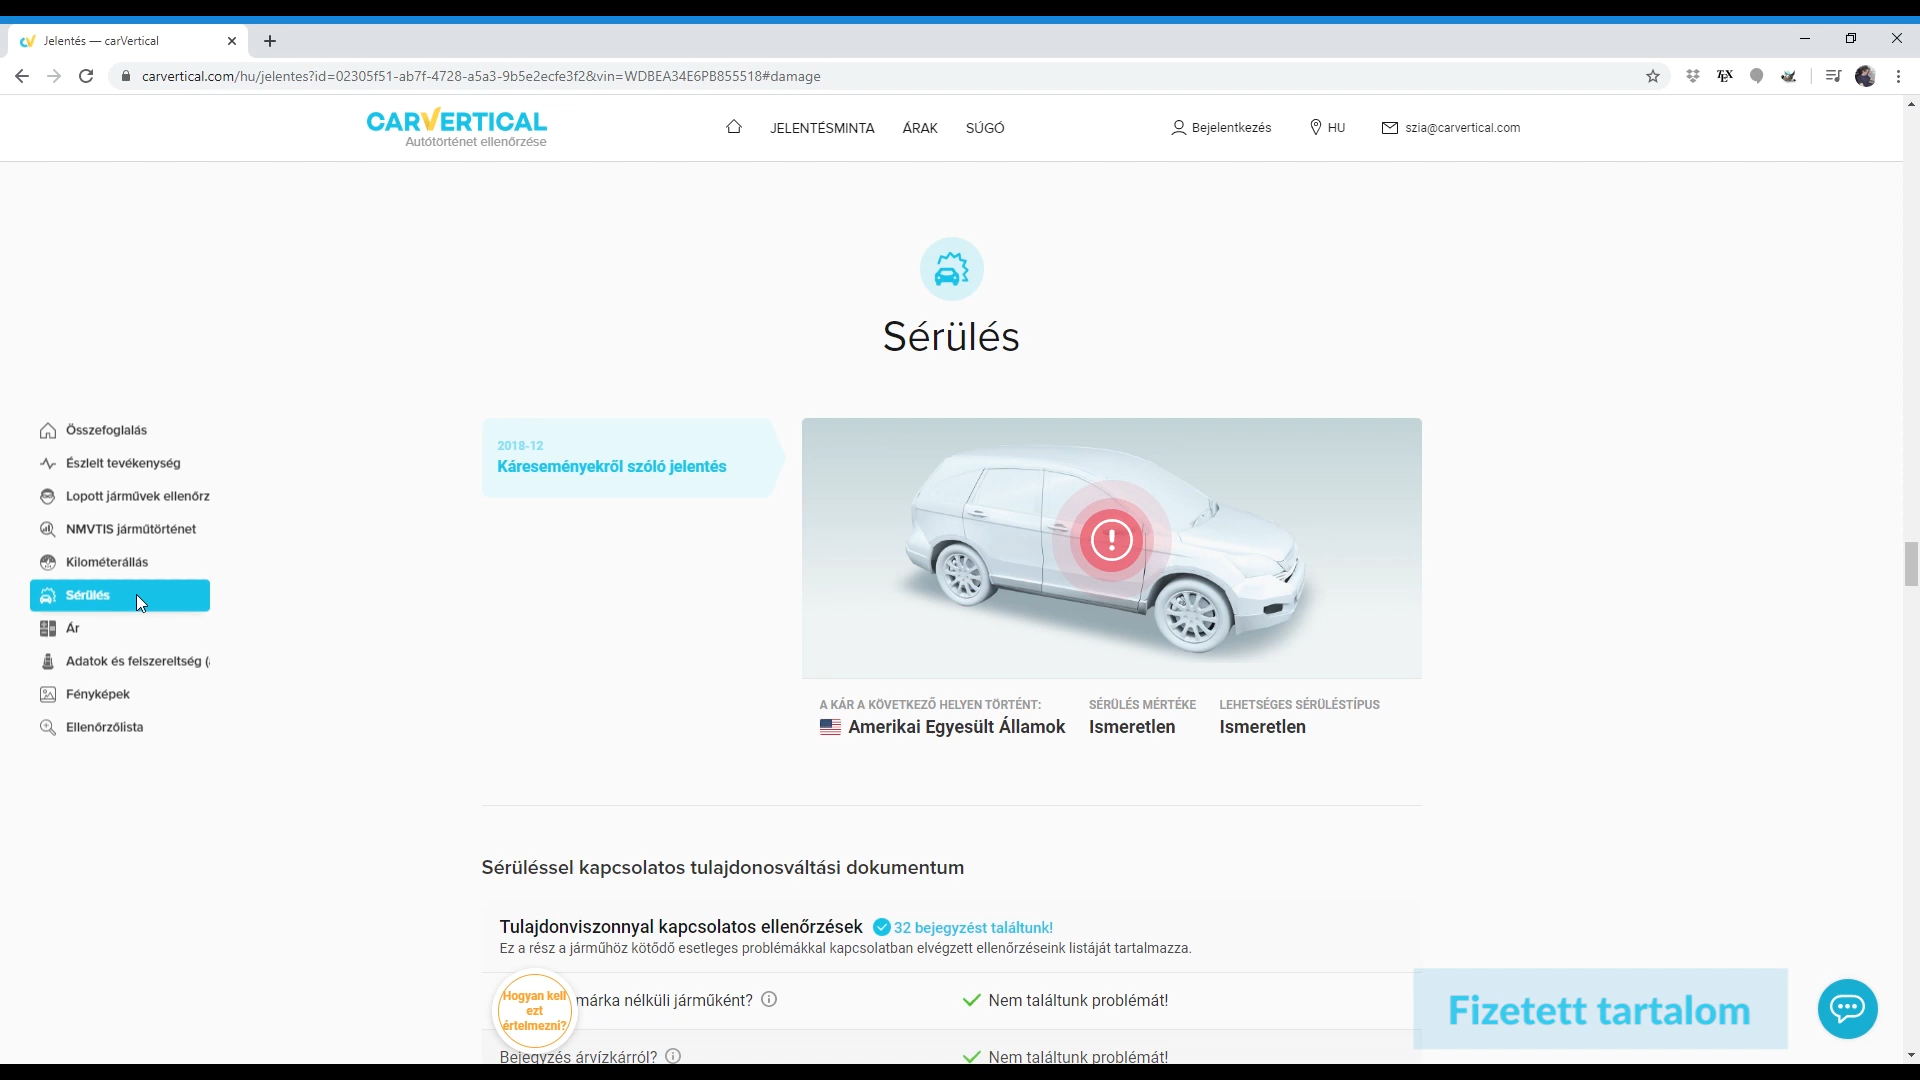 Jelentés — carVertical
carvertical.com/hu/jelentes?id=02305f51-ab7f-4728-a5a3-9b5e2ecfe3f2&vin=WDBEA34E6PB855518#damage
CARVERTICAL
Autótörténet ellenőrzése
JELENTÉSMINTA
ÁRAK
SÚGÓ
Bejelentkezés
HU
szia@carvertical.com
Sérülés
Összefoglalás
Észlelt tevékenység
Lopott járművek ellenőrz
NMVTIS járműtörténet
Kilométerállás
Sérülés
Ár
Adatok és felszereltség (
Fényképek
Ellenőrzőlista
2018-12
Káreseményekről szóló jelentés
A KÁR A KÖVETKEZŐ HELYEN TÖRTÉNT:
Amerikai Egyesült Államok
SÉRÜLÉS MÉRTÉKE
Ismeretlen
LEHETSÉGES SÉRÜLÉSTÍPUS
Ismeretlen
Sérüléssel kapcsolatos tulajdonosváltási dokumentum
Tulajdonviszonnyal kapcsolatos ellenőrzések 32 bejegyzést találtunk!
Ez a rész a járműhöz kötődő esetleges problémákkal kapcsolatban elvégzett ellenőrzéseink listáját tartalmazza.
márka nélküli járműként?
Nem találtunk problémát!
Bejegyzés árvízkárról?
Nem találtunk problémát!
Hogyan kell
ezt
értelmezni?
Fizetett tartalom